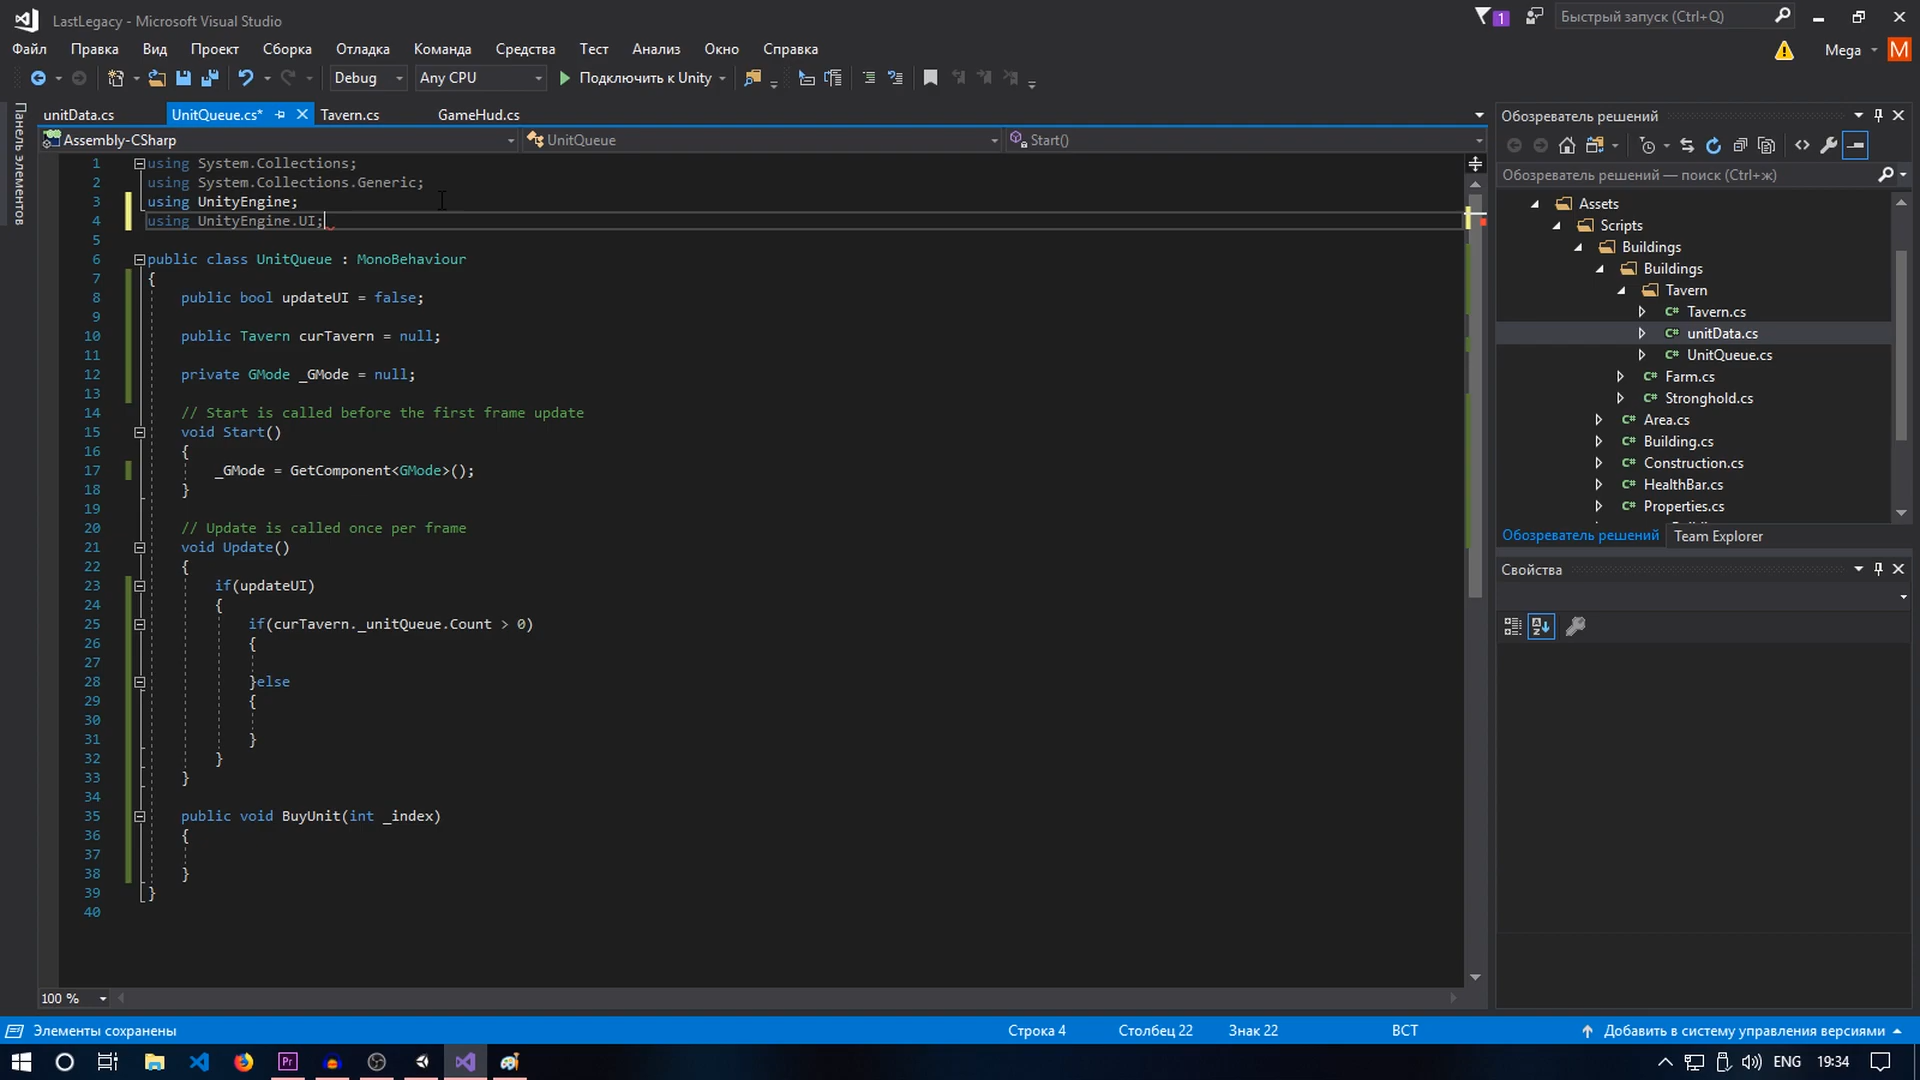 LastLegacy - Microsoft Visual Studio
1
Быстрый запуск (Ctrl+Q)
Файл Правка Вид Проект Сборка Отладка Команда Средства Тест Анализ Окно Справка
Mega M
Debug Any CPU Подключить к Unity
Панель элементов
unitData.cs UnitQueue.cs* Tavern.cs GameHud.cs
Assembly-CSharp UnitQueue Start()
1 using System.Collections;
2 using System.Collections.Generic;
3 using UnityEngine;
4 using UnityEngine.UI;
5
6 public class UnitQueue : MonoBehaviour
7 {
8 public bool updateUI = false;
9
10 public Tavern curTavern = null;
11
12 private GMode _GMode = null;
13
14 // Start is called before the first frame update
15 void Start()
16 {
17 _GMode = GetComponent<GMode>();
18 }
19
20 // Update is called once per frame
21 void Update()
22 {
23 if(updateUI)
24 {
25 if(curTavern._unitQueue.Count > 0)
26 {
27
28 }else
29 {
30
31 }
32 }
33 }
34
35 public void BuyUnit(int _index)
36 {
37
38 }
39 }
40
100 %
Обозреватель решений
Обозреватель решений — поиск (Ctrl+ж)
Assets
Scripts
Buildings
Buildings
Tavern
C# Tavern.cs
C# unitData.cs
C# UnitQueue.cs
C# Farm.cs
C# Stronghold.cs
C# Area.cs
C# Building.cs
C# Construction.cs
C# HealthBar.cs
C# Properties.cs
Обозреватель решений Team Explorer
Свойства
Элементы сохранены Строка 4 Столбец 22 Знак 22 ВСТ Добавить в систему управления версиями
Pr ENG 19:34